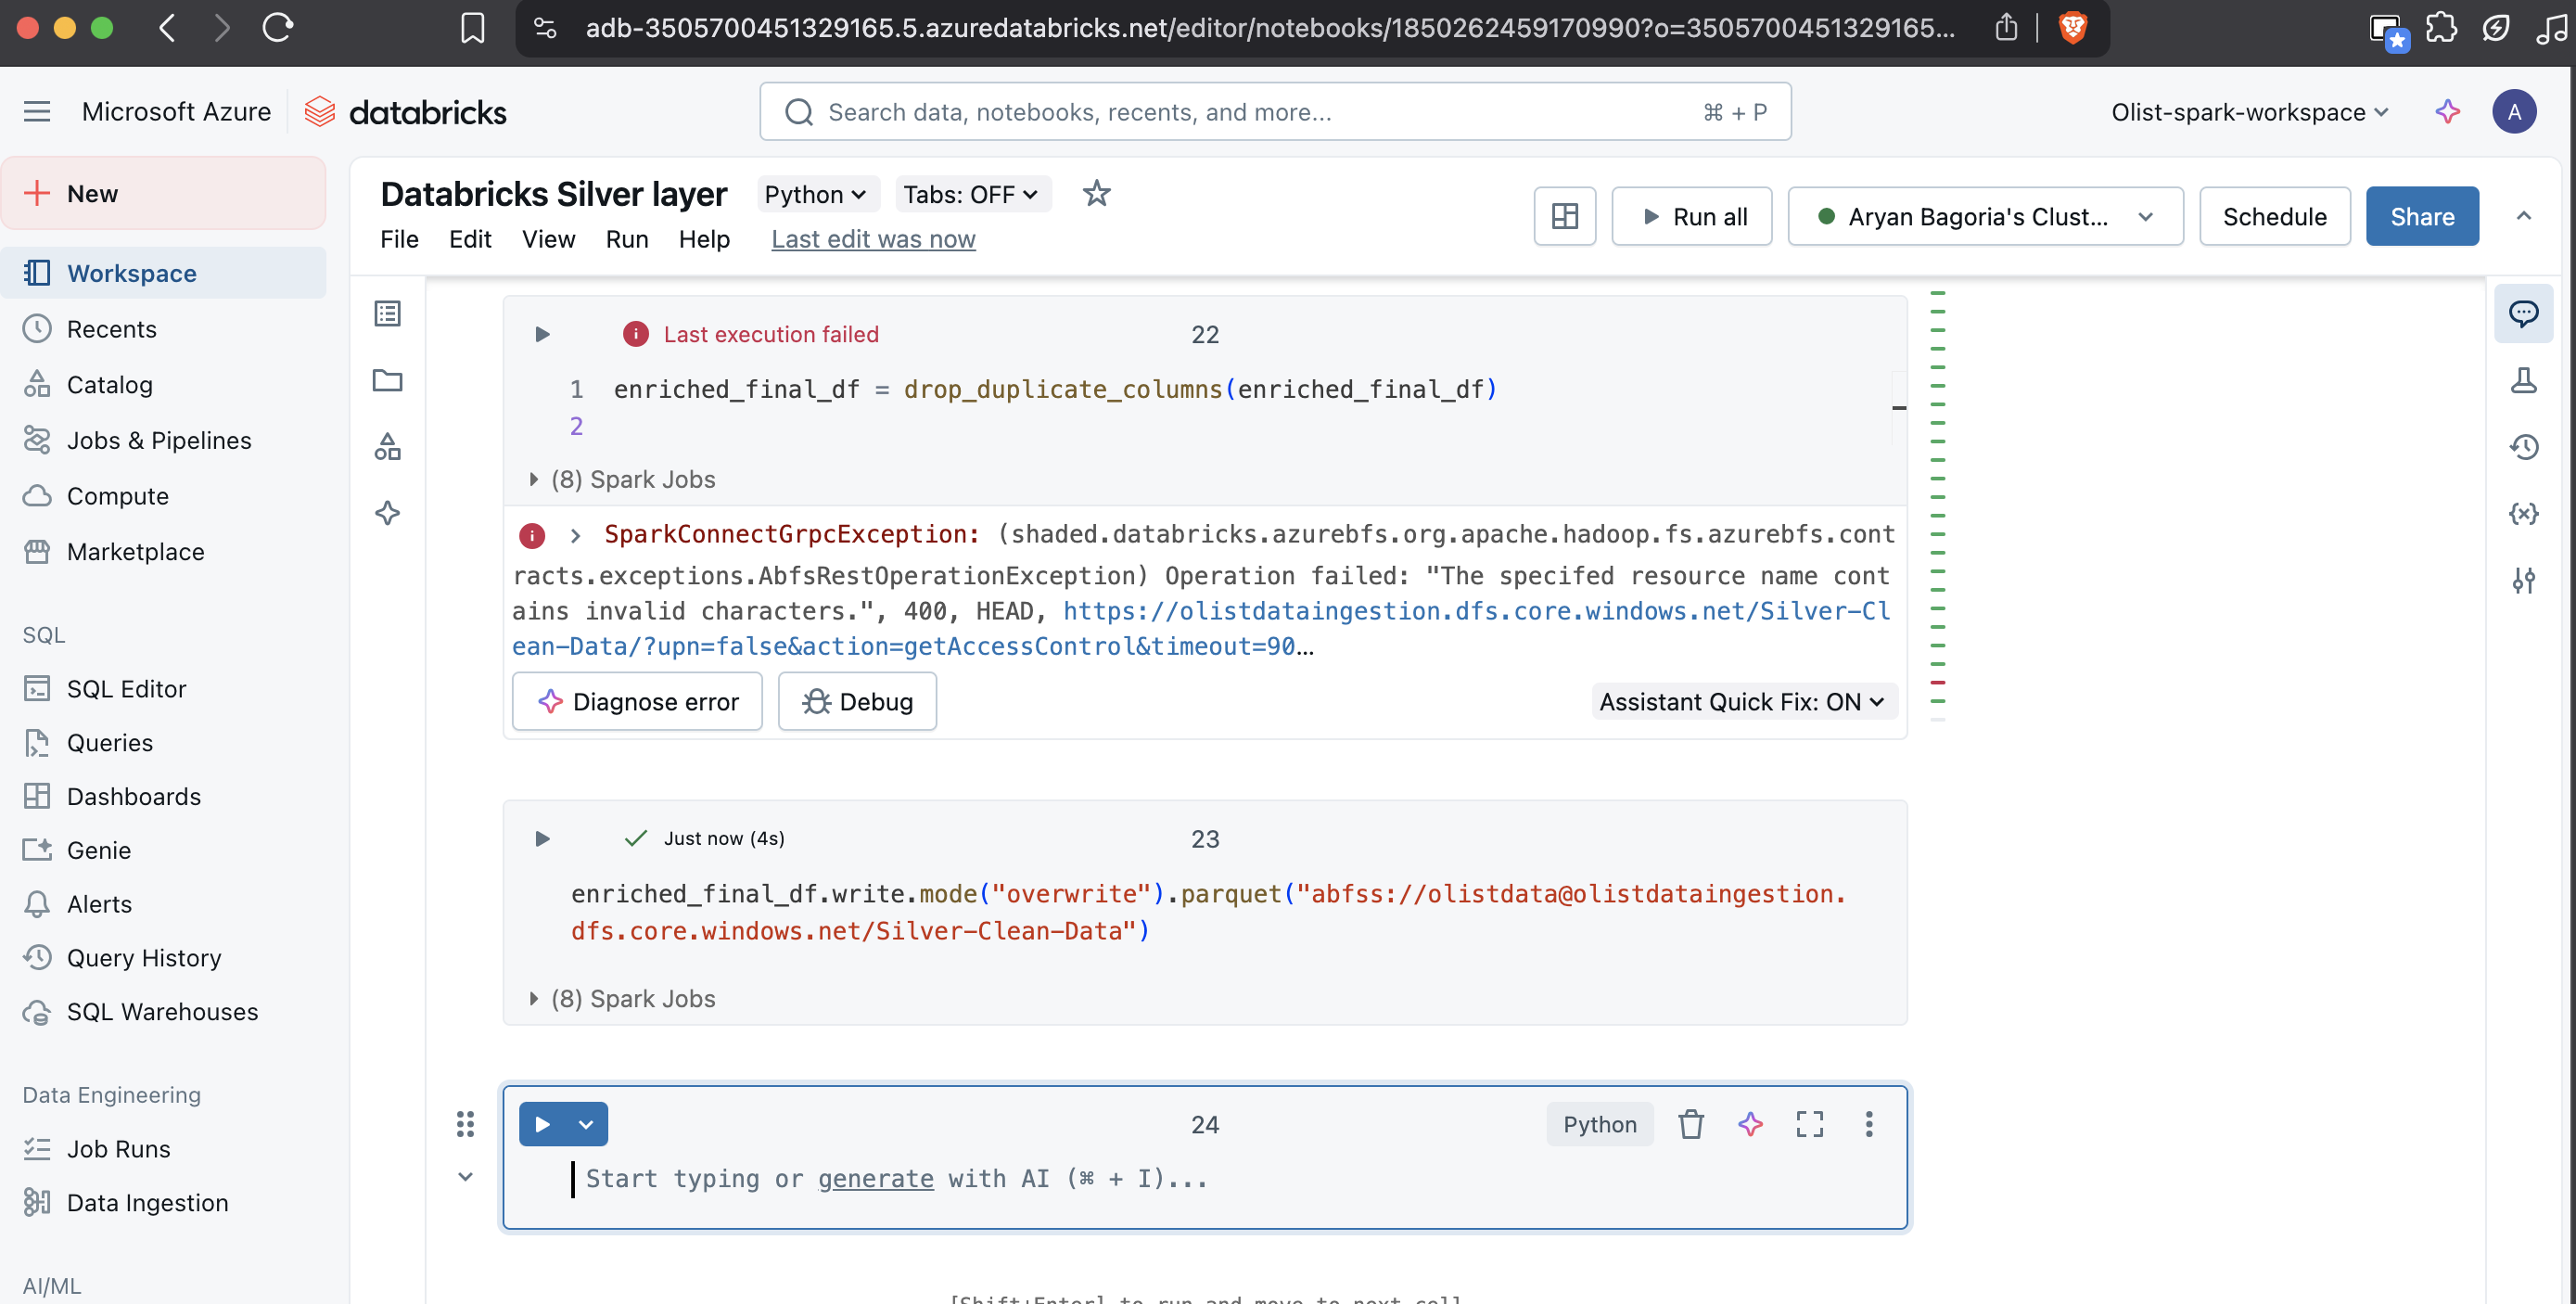 adb-3505700451329165.5.azuredatabricks.net/editor/notebooks/1850262459170990?o=3505700451329165...
Microsoft Azure
databricks
Search data, notebooks, recents, and more...
⌘ + P
Olist-spark-workspace
A
New
Workspace
Recents
Catalog
Jobs & Pipelines
Compute
Marketplace
SQL
SQL Editor
Queries
Dashboards
Genie
Alerts
Query History
SQL Warehouses
Data Engineering
Job Runs
Data Ingestion
AI/ML
Databricks Silver layer
Python
Tabs: OFF
File Edit View Run Help Last edit was now
Run all
Aryan Bagoria's Clust...
Schedule
Share
Last execution failed
22
1 enriched_final_df = drop_duplicate_columns(enriched_final_df)
2
(8) Spark Jobs
SparkConnectGrpcException: (shaded.databricks.azurebfs.org.apache.hadoop.fs.azurebfs.cont
racts.exceptions.AbfsRestOperationException) Operation failed: "The specifed resource name cont
ains invalid characters.", 400, HEAD, https://olistdataingestion.dfs.core.windows.net/Silver-Cl
ean-Data/?upn=false&action=getAccessControl&timeout=90...
Diagnose error
Debug
Assistant Quick Fix: ON
Just now (4s)
23
enriched_final_df.write.mode("overwrite").parquet("abfss://olistdata@olistdataingestion.
dfs.core.windows.net/Silver-Clean-Data")
(8) Spark Jobs
24
Python
Start typing or generate with AI (⌘ + I)...
[Shift+Enter] to run and move to next cell